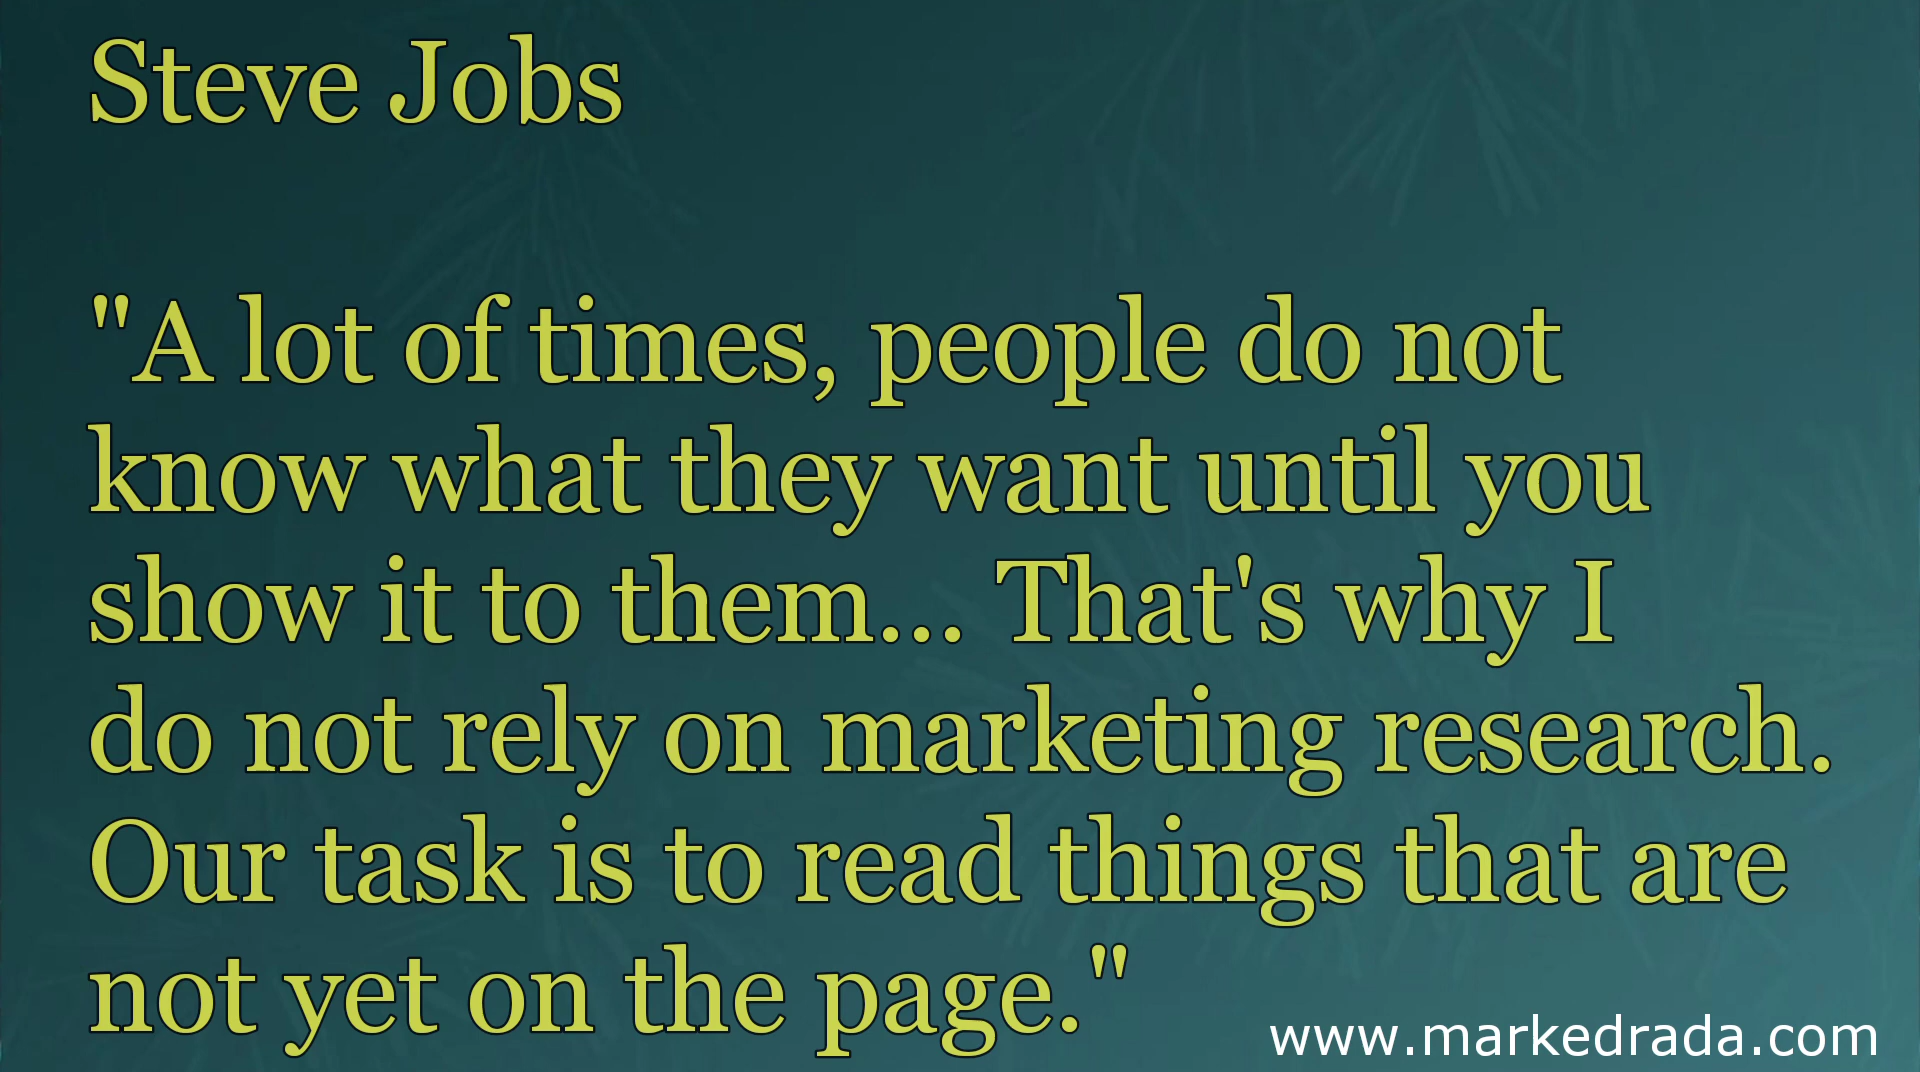 Steve Jobs
"A lot of times, people do not
know what they want until you
show it to them... That's why I
do not rely on marketing research.
Our task is to read things that are
not yet on the page."
www.markedrada.com